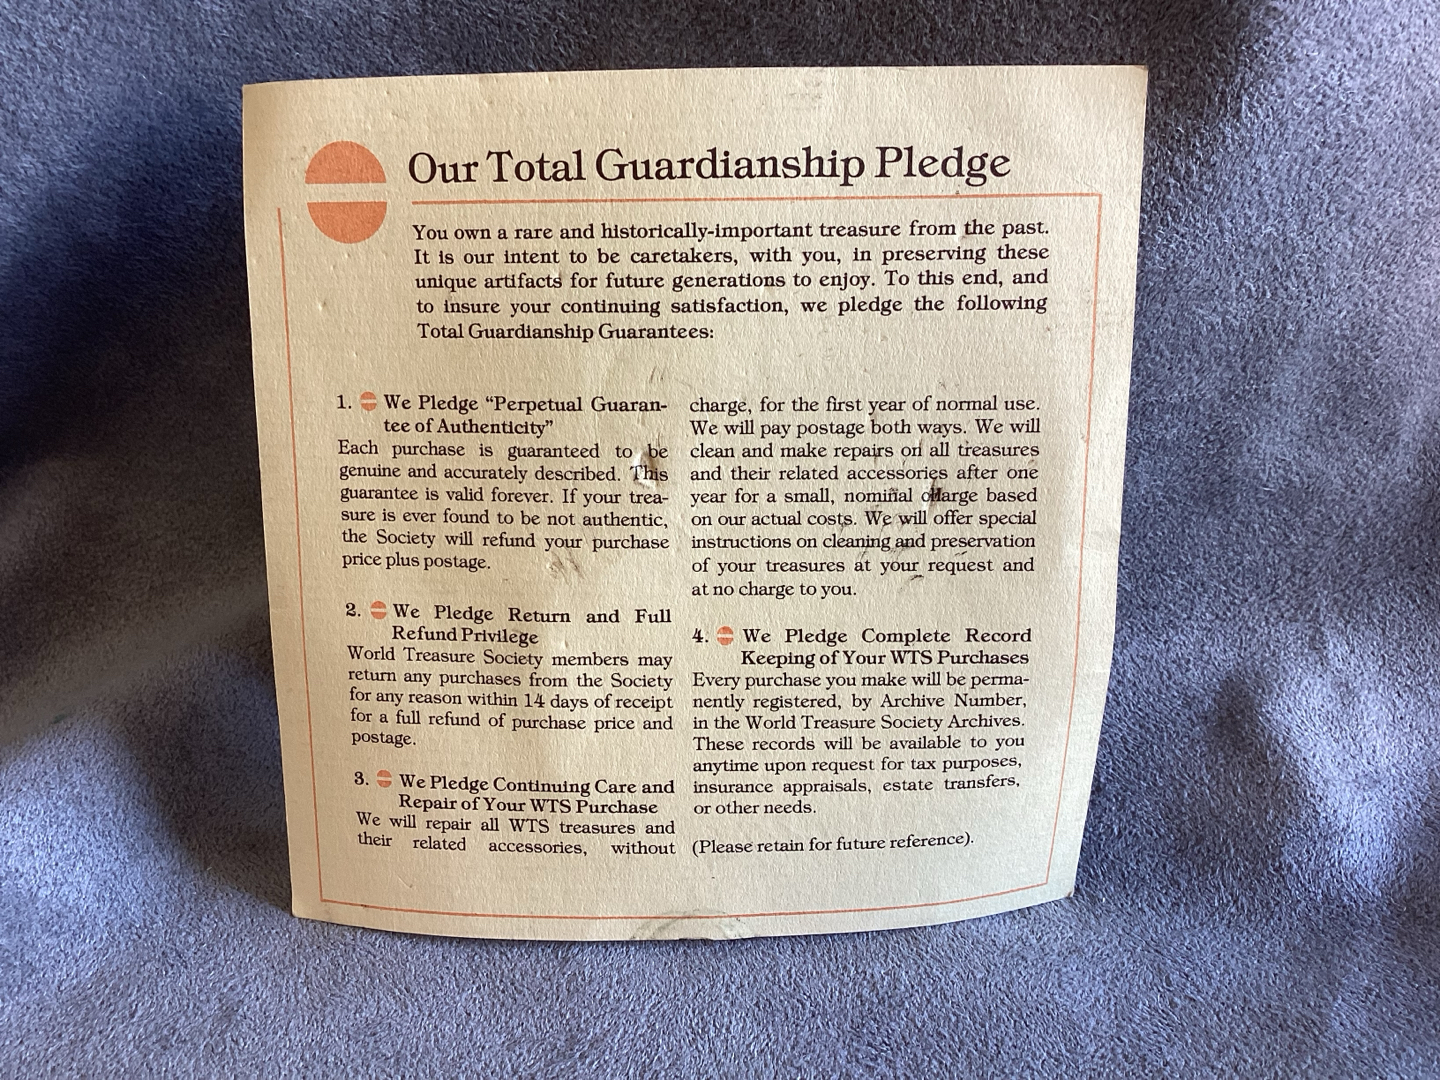 Our Total Guardianship Pledge
You own a rare and historically-important treasure from the past.
It is our intent to be caretakers, with you, in preserving these
unique artifacts for future generations to enjoy. To this end, and
to insure your continuing satisfaction, we pledge the following
Total Guardianship Guarantees:
1. We Pledge “Perpetual Guaran-
tee of Authenticity”
Each purchase is guaranteed to be
genuine and accurately described. This
guarantee is valid forever. If your trea-
sure is ever found to be not authentic,
the Society will refund your purchase
price plus postage.
2. We Pledge Return and Full
Refund Privilege
World Treasure Society members may
return any purchases from the Society
for any reason within 14 days of receipt
for a full refund of purchase price and
postage.
3. We Pledge Continuing Care and
Repair of Your WTS Purchase
We will repair all WTS treasures and
their related accessories, without
charge, for the first year of normal use.
We will pay postage both ways. We will
clean and make repairs on all treasures
and their related accessories after one
year for a small, nominal charge based
on our actual costs. We will offer special
instructions on cleaning and preservation
of your treasures at your request and
at no charge to you.
4. We Pledge Complete Record
Keeping of Your WTS Purchases
Every purchase you make will be perma-
nently registered, by Archive Number,
in the World Treasure Society Archives.
These records will be available to you
anytime upon request for tax purposes,
insurance appraisals, estate transfers,
or other needs.
(Please retain for future reference).